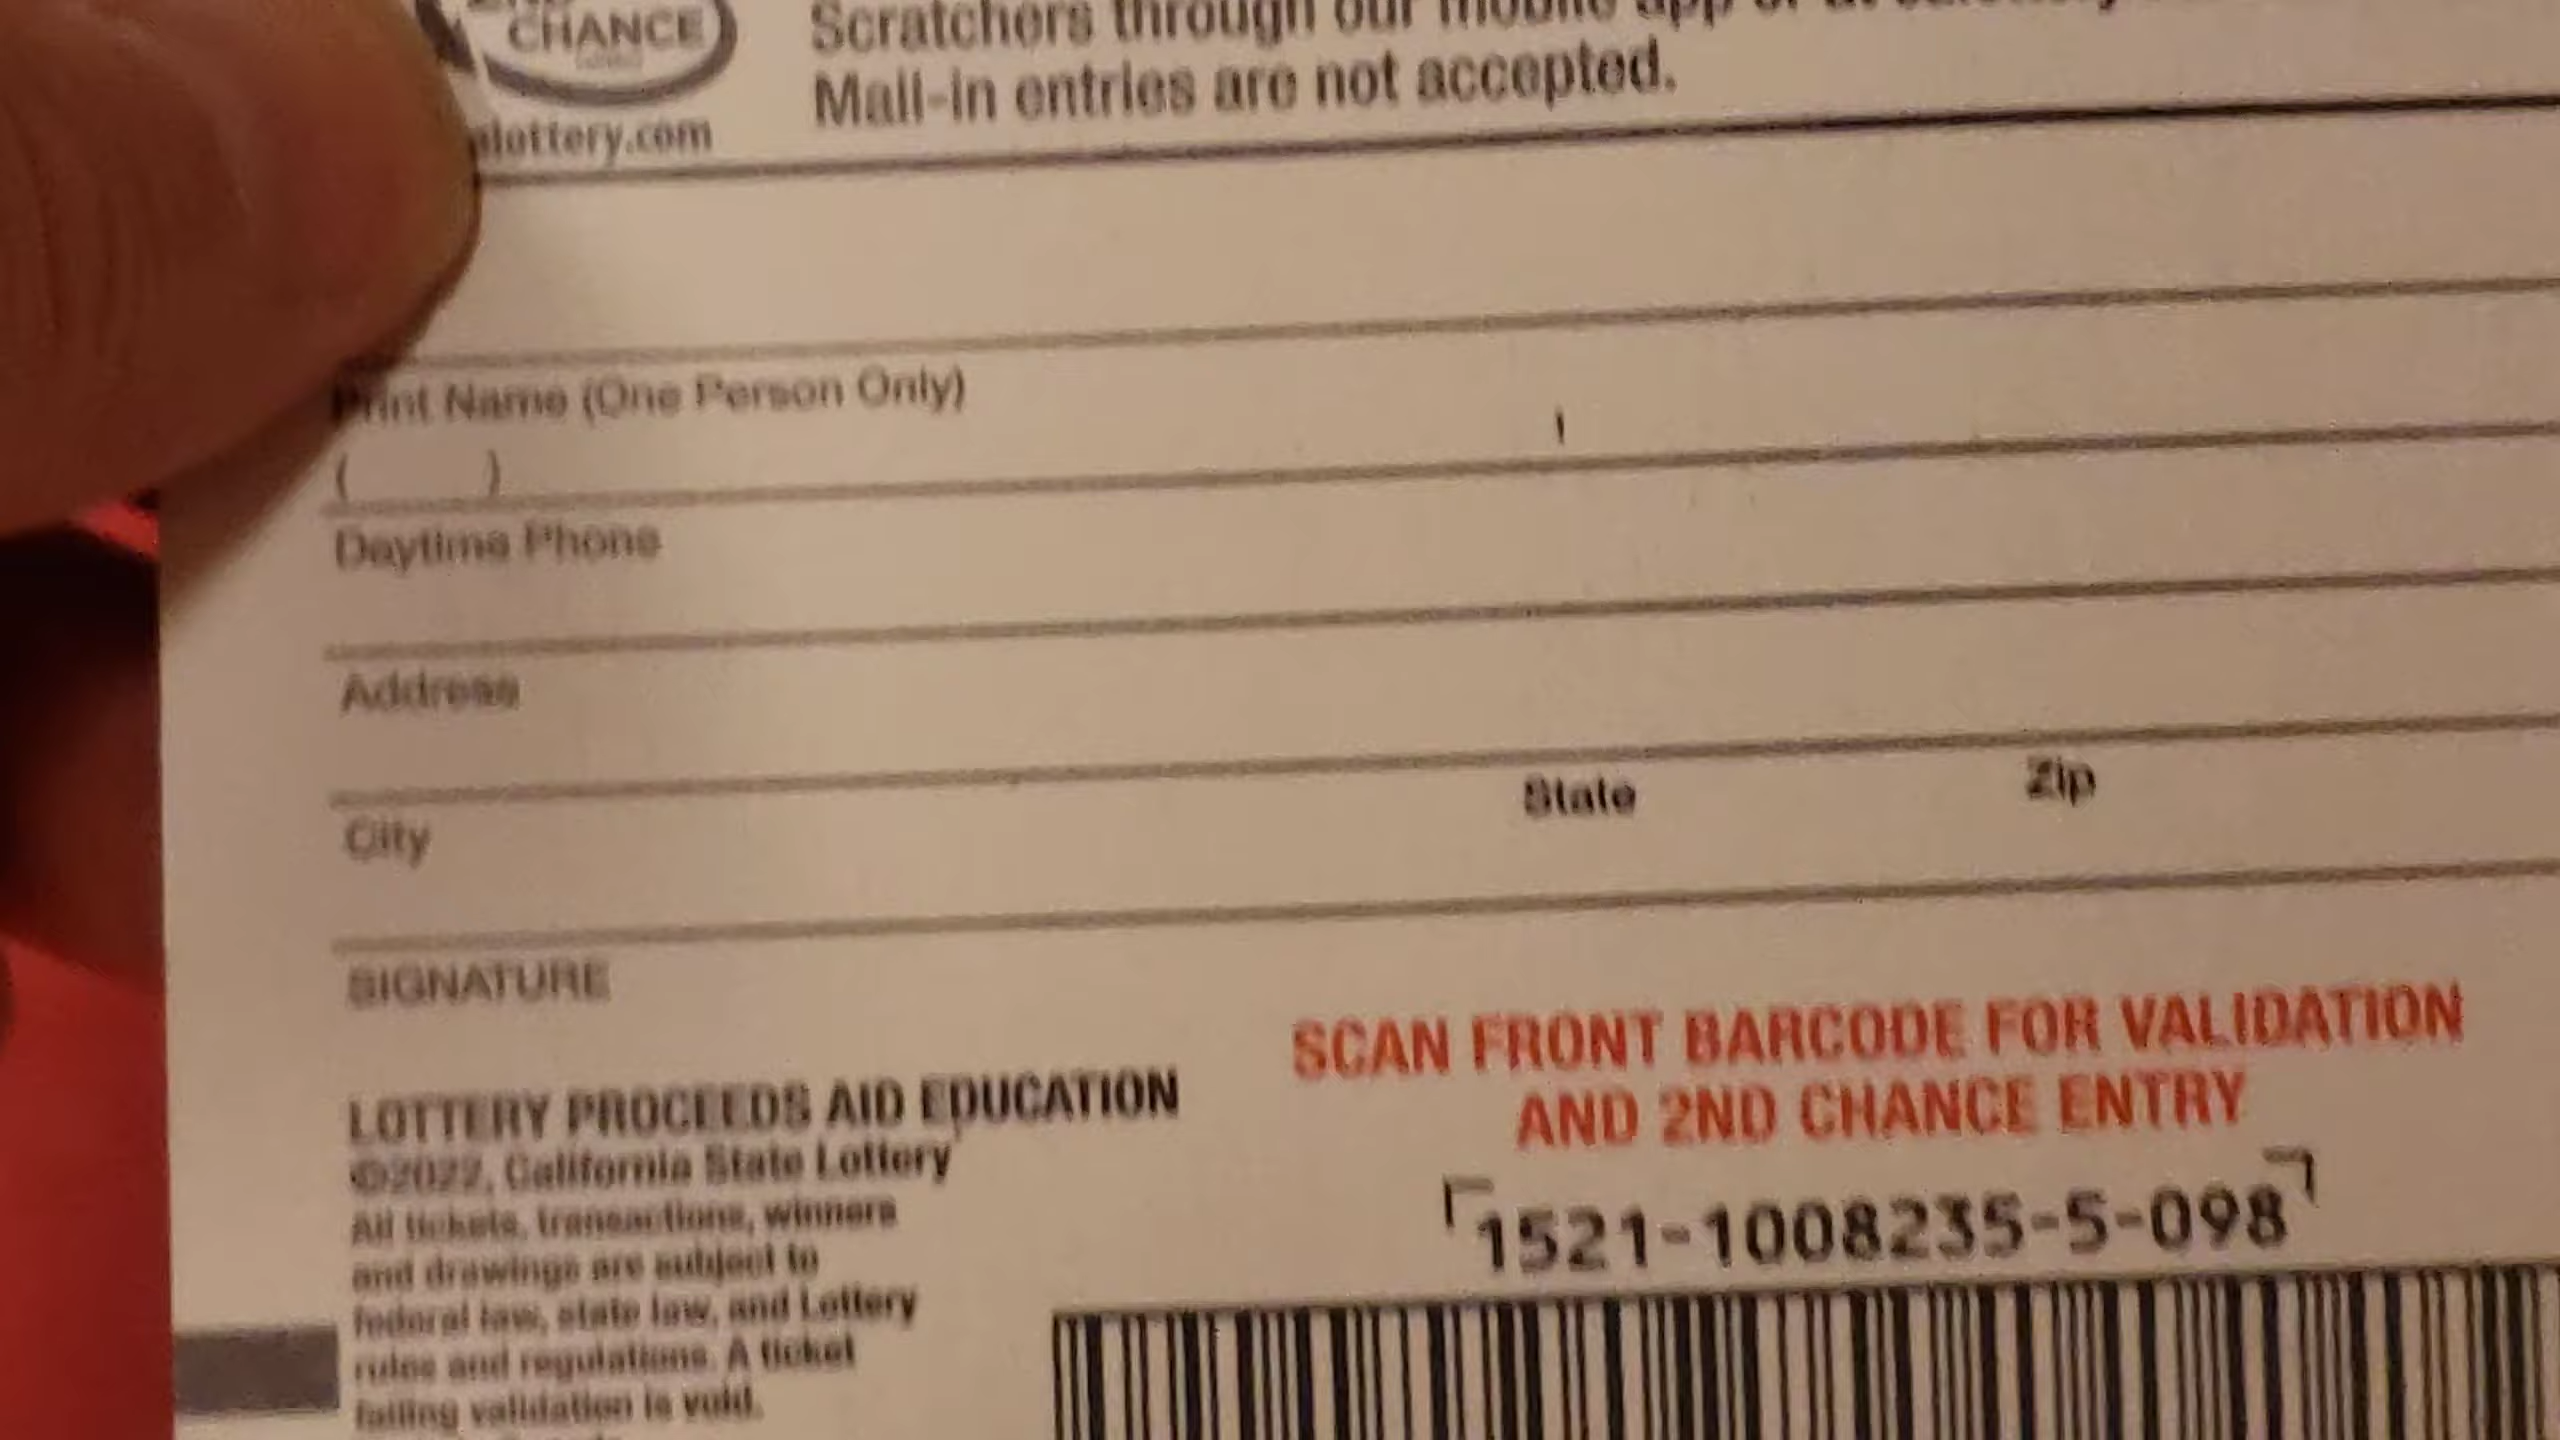 CHANCE
Scratchers through our mobile app or at
Mail-in entries are not accepted.
alottery.com
Print Name (One Person Only)
( )
Daytime Phone
Address
City State Zip
SIGNATURE
SCAN FRONT BARCODE FOR VALIDATION
AND 2ND CHANCE ENTRY
1521-1008235-5-098
LOTTERY PROCEEDS AID EDUCATION
©2022, California State Lottery
All tickets, transactions, winners
and drawings are subject to
federal law, state law, and Lottery
rules and regulations. A ticket
failing validation is void.